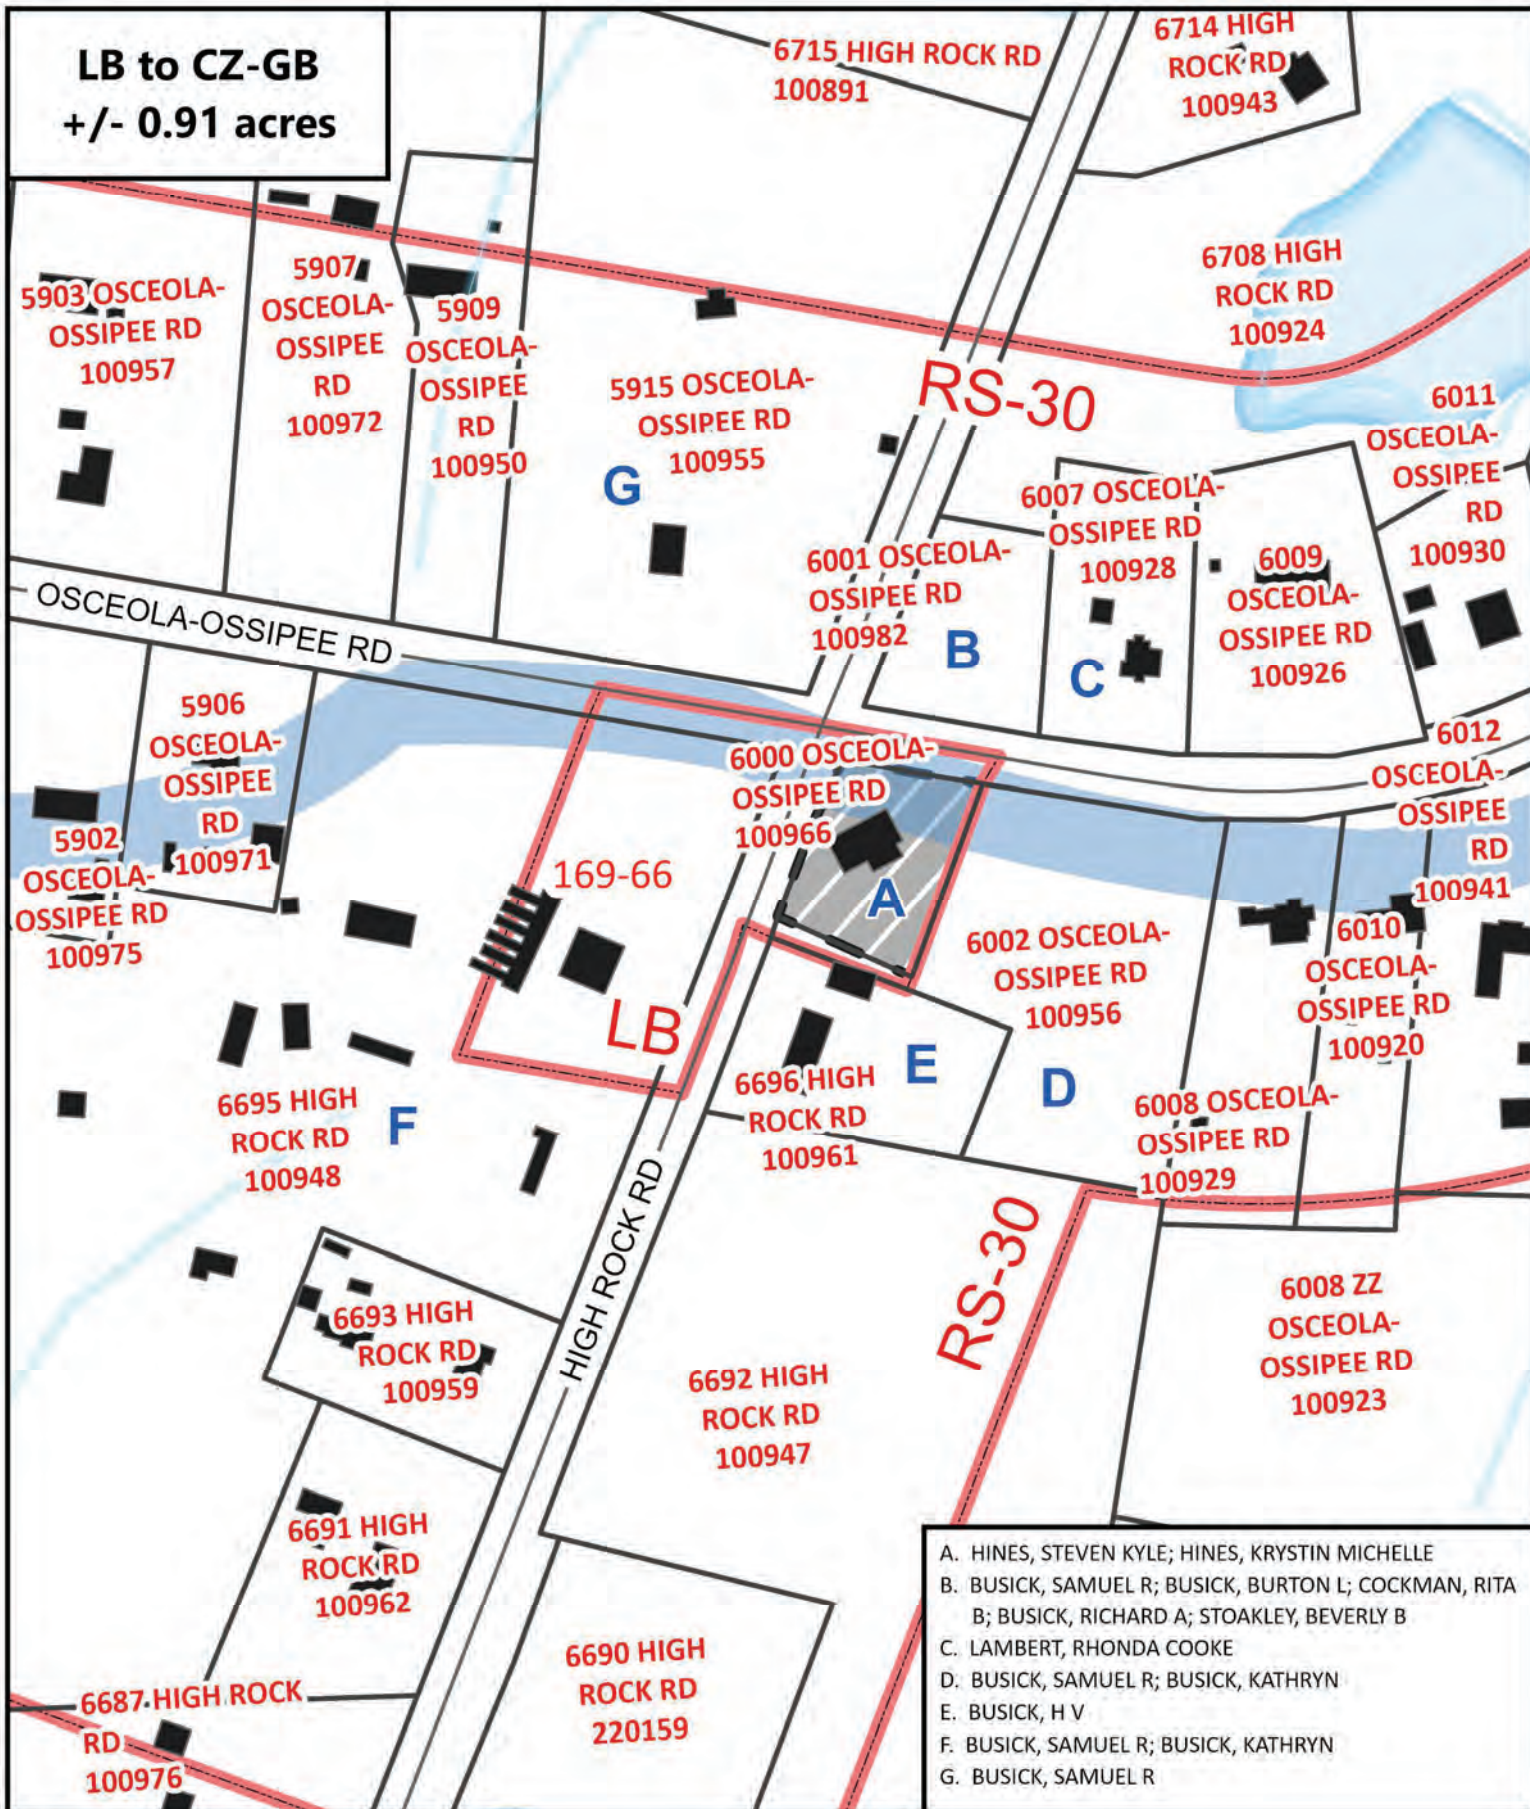 LB to CZ-GB
+/- 0.91 acres
6715 HIGH ROCK RD
100891
6714 HIGH
ROCK RD
100943
6708 HIGH
ROCK RD
100924
5903 OSCEOLA-
OSSIPEE RD
100957
5907
OSCEOLA-
OSSIPEE
RD
100972
5909
OSCEOLA-
OSSIPEE
RD
100950
5915 OSCEOLA-
OSSIPEE RD
100955
G
RS-30
6011
OSCEOLA-
OSSIPEE
RD
100930
6007 OSCEOLA-
OSSIPEE RD
100928
C
6009
OSCEOLA-
OSSIPEE RD
100926
6001 OSCEOLA-
OSSIPEE RD
100982
B
OSCEOLA-OSSIPEE RD
5906
OSCEOLA-
OSSIPEE
RD
100971
5902
OSCEOLA-
OSSIPEE RD
100975
6000 OSCEOLA-
OSSIPEE RD
100966
A
169-66
LB
6012
OSCEOLA-
OSSIPEE
RD
100941
6002 OSCEOLA-
OSSIPEE RD
100956
D
6010
OSCEOLA-
OSSIPEE RD
100920
6008 OSCEOLA-
OSSIPEE RD
100929
6696 HIGH
ROCK RD
100961
E
6695 HIGH
ROCK RD
100948
F
HIGH ROCK RD
RS-30
6693 HIGH
ROCK RD
100959
6692 HIGH
ROCK RD
100947
6008 ZZ
OSCEOLA-
OSSIPEE RD
100923
6691 HIGH
ROCK RD
100962
6690 HIGH
ROCK RD
220159
6687 HIGH ROCK
RD
100976
A. HINES, STEVEN KYLE; HINES, KRYSTIN MICHELLE
B. BUSICK, SAMUEL R; BUSICK, BURTON L; COCKMAN, RITA
B; BUSICK, RICHARD A; STOAKLEY, BEVERLY B
C. LAMBERT, RHONDA COOKE
D. BUSICK, SAMUEL R; BUSICK, KATHRYN
E. BUSICK, H V
F. BUSICK, SAMUEL R; BUSICK, KATHRYN
G. BUSICK, SAMUEL R